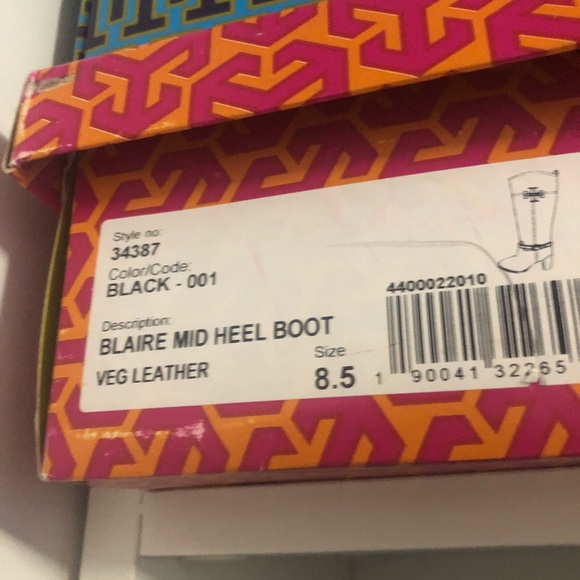 Style no:
34387
Color/Code:
BLACK - 001
4400022010
Description:
BLAIRE MID HEEL BOOT
Size
VEG LEATHER
8.5
1 90041 32265